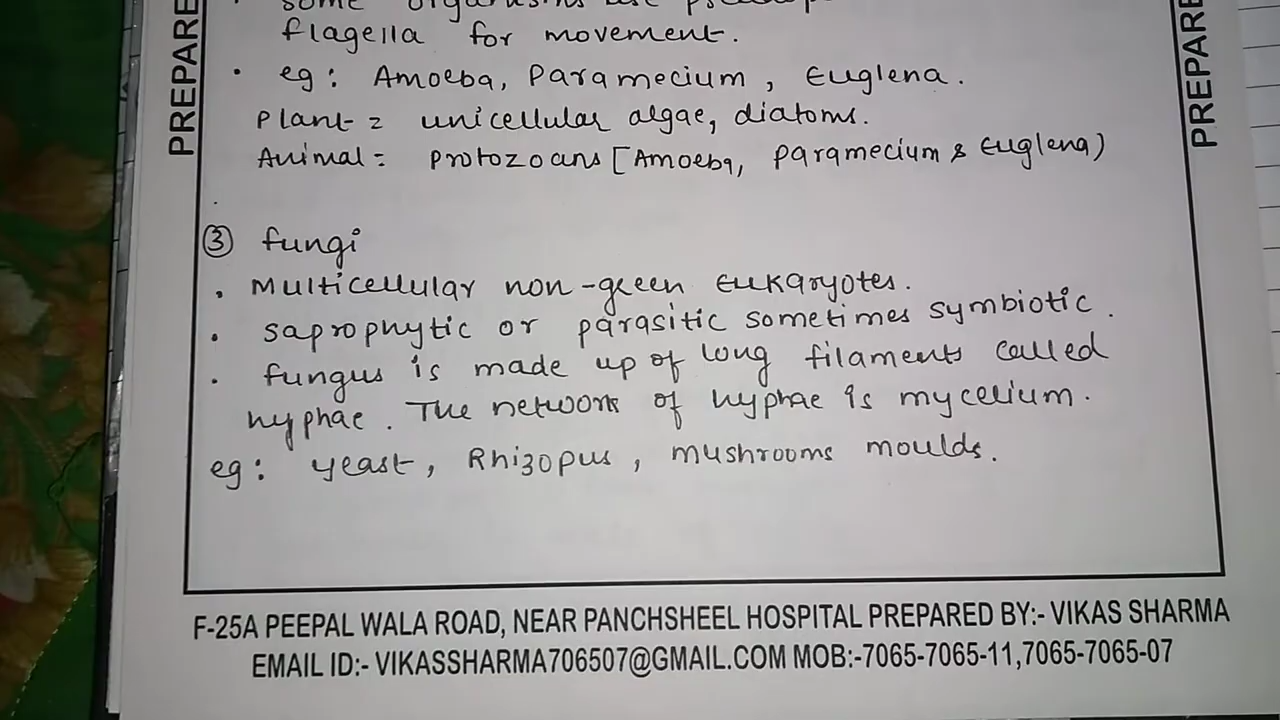 some organisms use
flagella for movement.
• eg: Amoeba, Paramecium, Euglena.
Plant = unicellular algae, diatoms.
Animal = Protozoans [Amoeba, Paramecium & Euglena)
③ fungi
• Multicellular non-green Eukaryotes.
• saprophytic or parasitic sometimes symbiotic.
• fungus is made up of long filaments called
hyphae. The network of hyphae is mycelium.
eg: yeast, Rhizopus, mushrooms moulds.
F-25A PEEPAL WALA ROAD, NEAR PANCHSHEEL HOSPITAL PREPARED BY:- VIKAS SHARMA
EMAIL ID:- VIKASSHARMA706507@GMAIL.COM MOB:-7065-7065-11,7065-7065-07
PREPARE
PREPARE